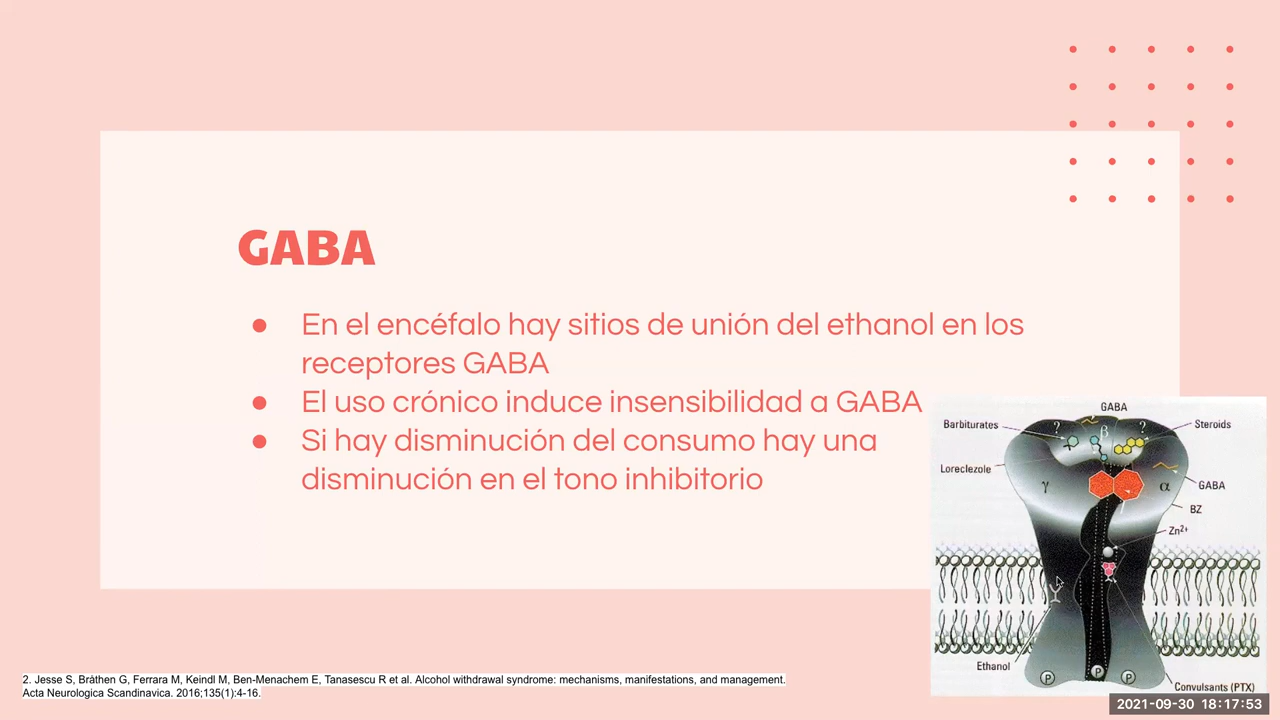 GABA
● En el encéfalo hay sitios de unión del ethanol en los
receptores GABA
● El uso crónico induce insensibilidad a GABA
● Si hay disminución del consumo hay una
disminución en el tono inhibitorio
GABA
Barbiturates
?
β
?
Steroids
Loreclezole
γ
α
GABA
BZ
Zn²⁺
Ethanol
P
P
P
Convulsants (PTX)
2. Jesse S, Bråthen G, Ferrara M, Keindl M, Ben-Menachem E, Tanasescu R et al. Alcohol withdrawal syndrome: mechanisms, manifestations, and management.
Acta Neurologica Scandinavica. 2016;135(1):4-16.
2021-09-30 18:17:53